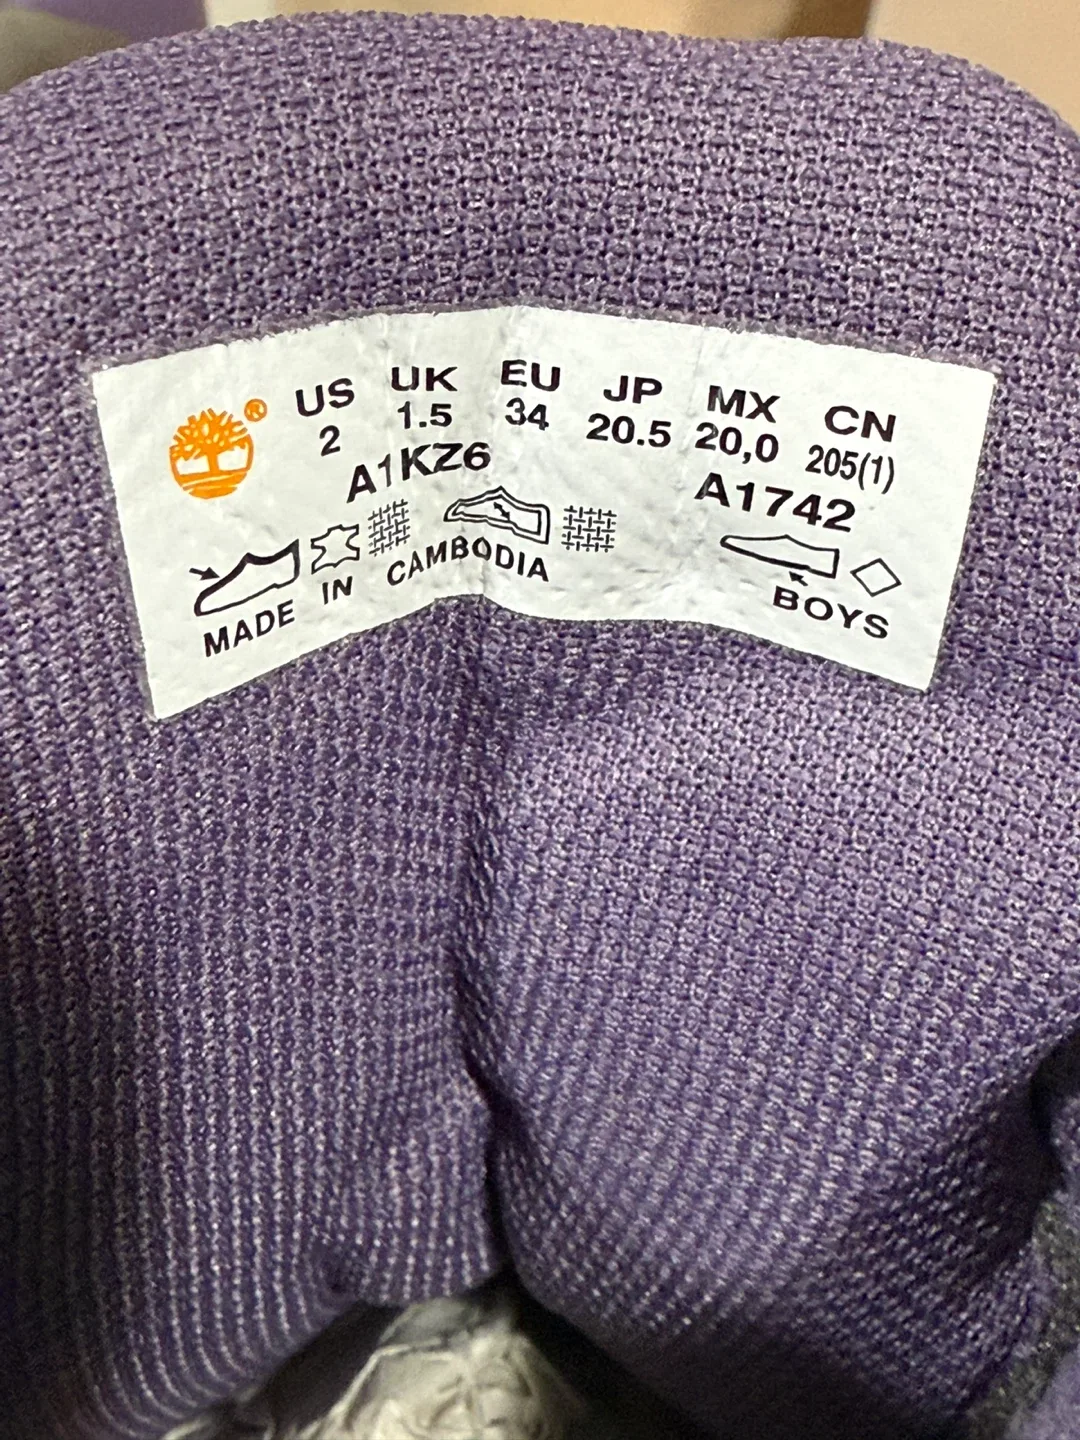 ® US UK EU JP MX CN
2 1.5 34 20.5 20,0 205(1)
A1KZ6 A1742
MADE IN CAMBODIA BOYS